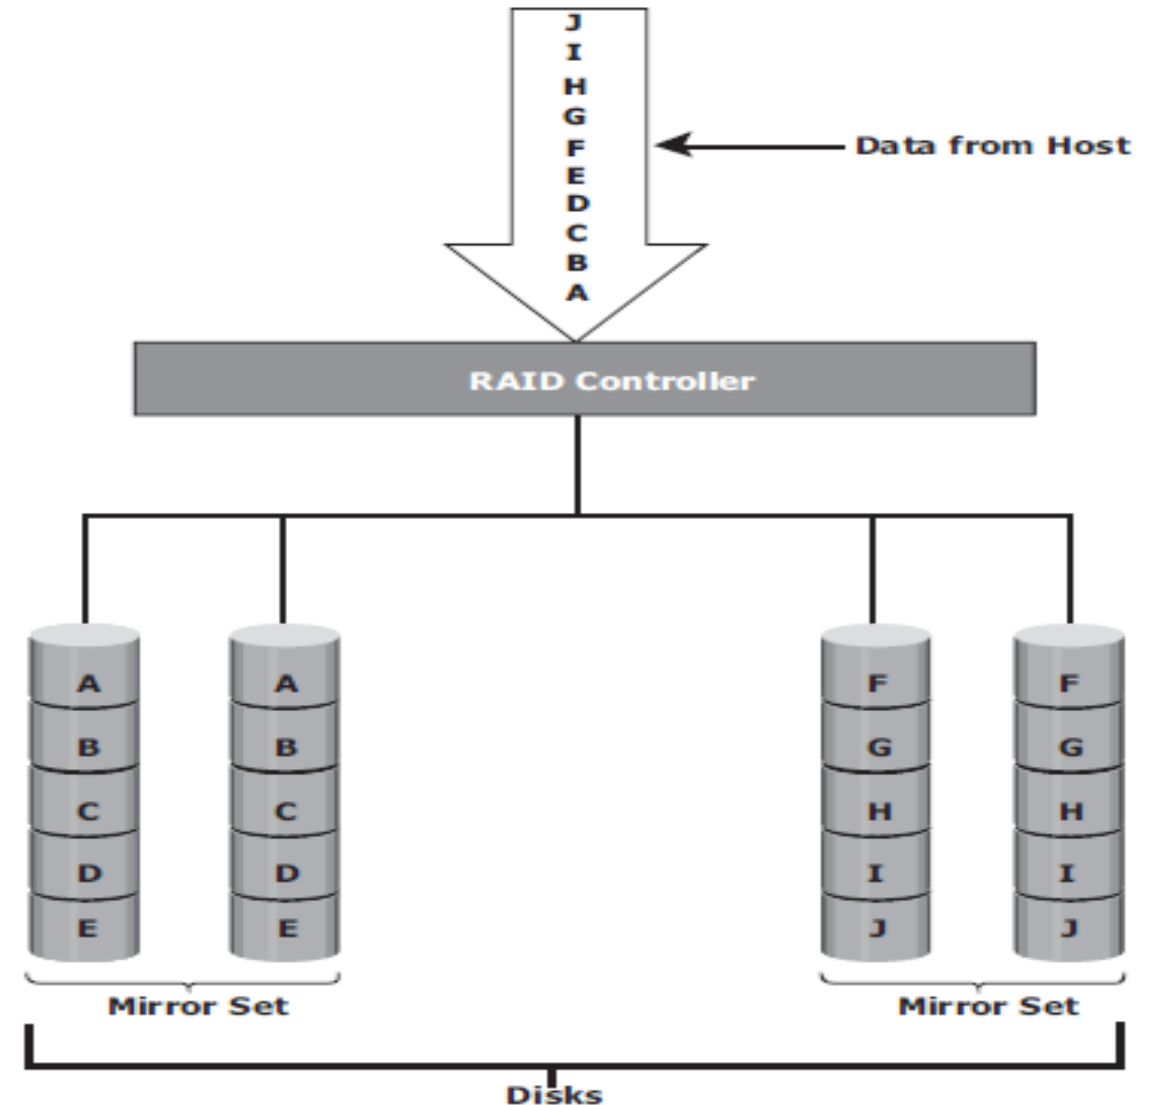 J
I
H
G
F
E
D
C
B
A
Data from Host
RAID Controller
A A F F
B B G G
C C H H
D D I I
E E J J
Mirror Set Mirror Set
Disks